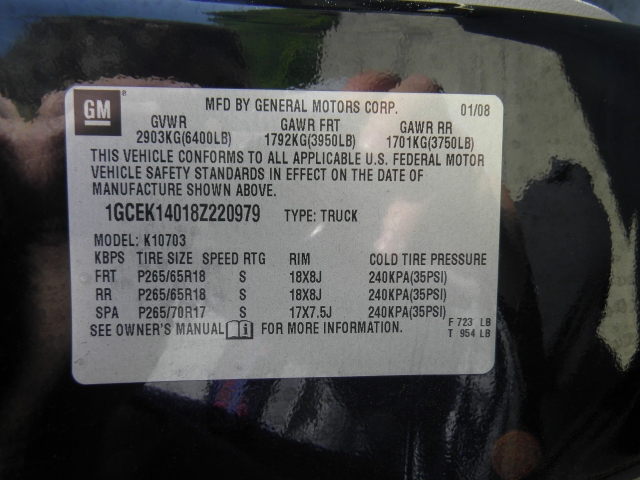 GM
MFD BY GENERAL MOTORS CORP. 01/08
GVWR GAWR FRT GAWR RR
2903KG(6400LB) 1792KG(3950LB) 1701KG(3750LB)
THIS VEHICLE CONFORMS TO ALL APPLICABLE U.S. FEDERAL MOTOR
VEHICLE SAFETY STANDARDS IN EFFECT ON THE DATE OF
MANUFACTURE SHOWN ABOVE.
1GCEK14018Z220979 TYPE: TRUCK
MODEL: K10703
KBPS TIRE SIZE SPEED RTG RIM COLD TIRE PRESSURE
FRT P265/65R18 S 18X8J 240KPA(35PSI)
RR P265/65R18 S 18X8J 240KPA(35PSI)
SPA P265/70R17 S 17X7.5J 240KPA(35PSI)
SEE OWNER'S MANUAL FOR MORE INFORMATION.
F 723 LB
T 954 LB